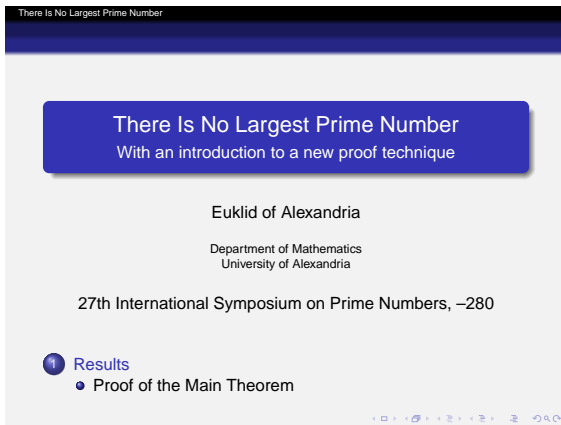 There Is No Largest Prime Number
There Is No Largest Prime Number
With an introduction to a new proof technique
Euklid of Alexandria
Department of Mathematics
University of Alexandria
27th International Symposium on Prime Numbers, –280
1 Results
Proof of the Main Theorem